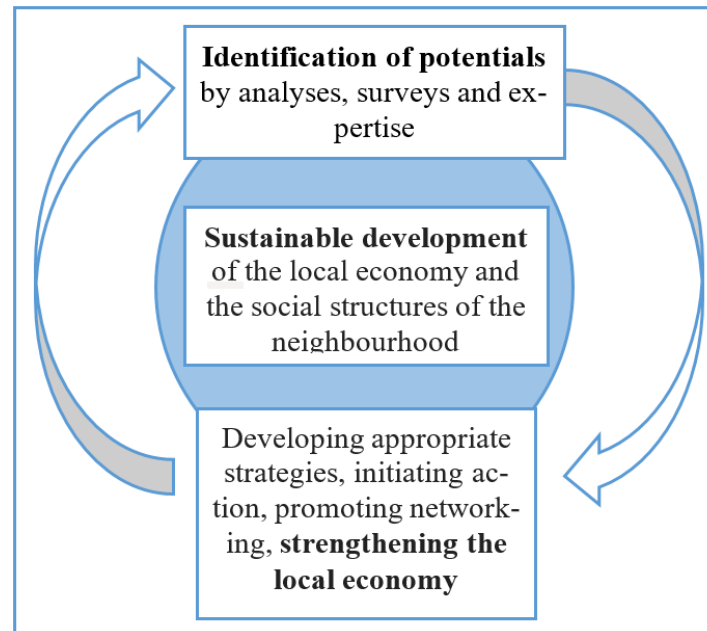 Identification of potentials
by analyses, surveys and ex-
pertise
Sustainable development
of the local economy and
the social structures of the
neighbourhood
Developing appropriate
strategies, initiating ac-
tion, promoting network-
ing, strengthening the
local economy